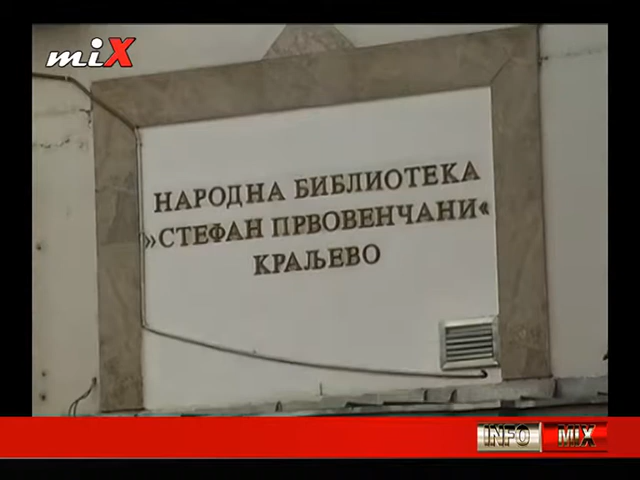 miX
НАРОДНА БИБЛИОТЕКА
»СТЕФАН ПРВОВЕНЧАНИ«
КРАЉЕВО
INFO MIX